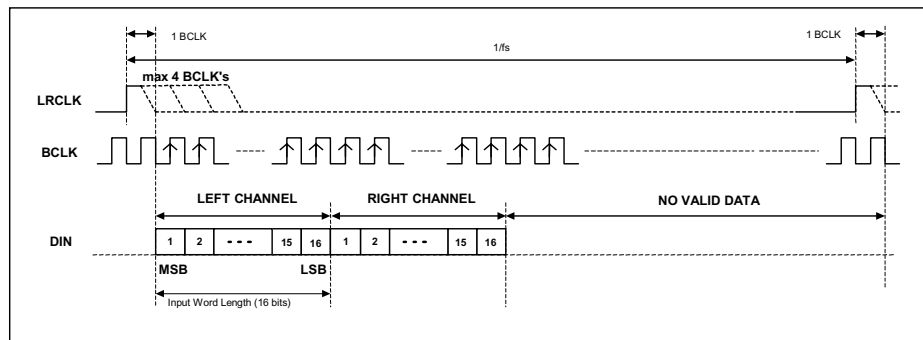 1 BCLK
1 BCLK
1/fs
max 4 BCLK's
LRCLK
BCLK
LEFT CHANNEL
RIGHT CHANNEL
NO VALID DATA
DIN
1 2 15 16 1 2 15 16
MSB
LSB
Input Word Length (16 bits)